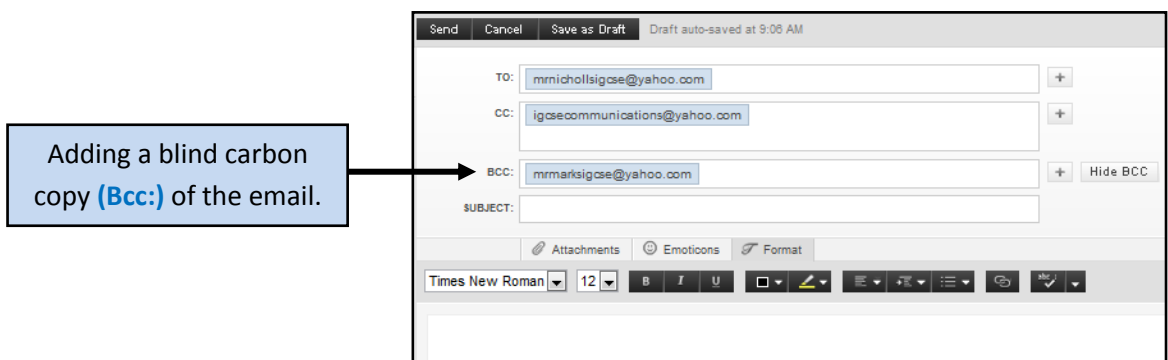 Send Cancel Save as Draft Draft auto-saved at 9:06 AM
TO: mrnichollsigcse@yahoo.com +
CC: igcsecommunications@yahoo.com +
Adding a blind carbon
copy (Bcc:) of the email.
BCC: mrmarksigcse@yahoo.com + Hide BCC
SUBJECT:
Attachments Emoticons Format
Times New Roman 12 B I U abc